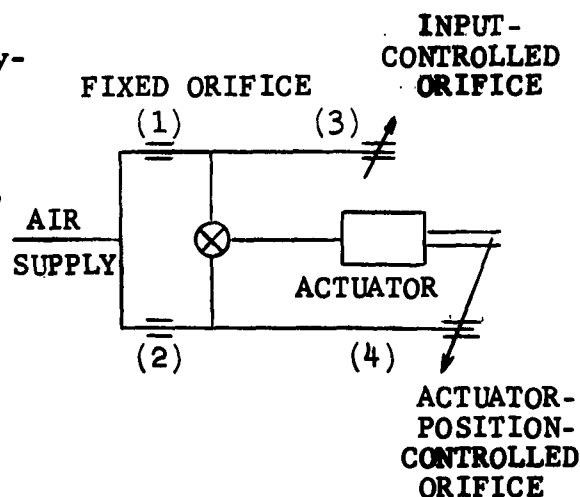 y-
INPUT-
CONTROLLED
ORIFICE
FIXED ORIFICE
(1)
(3)
AIR
SUPPLY
ACTUATOR
(2)
(4)
ACTUATOR-
POSITION-
CONTROLLED
ORIFICE